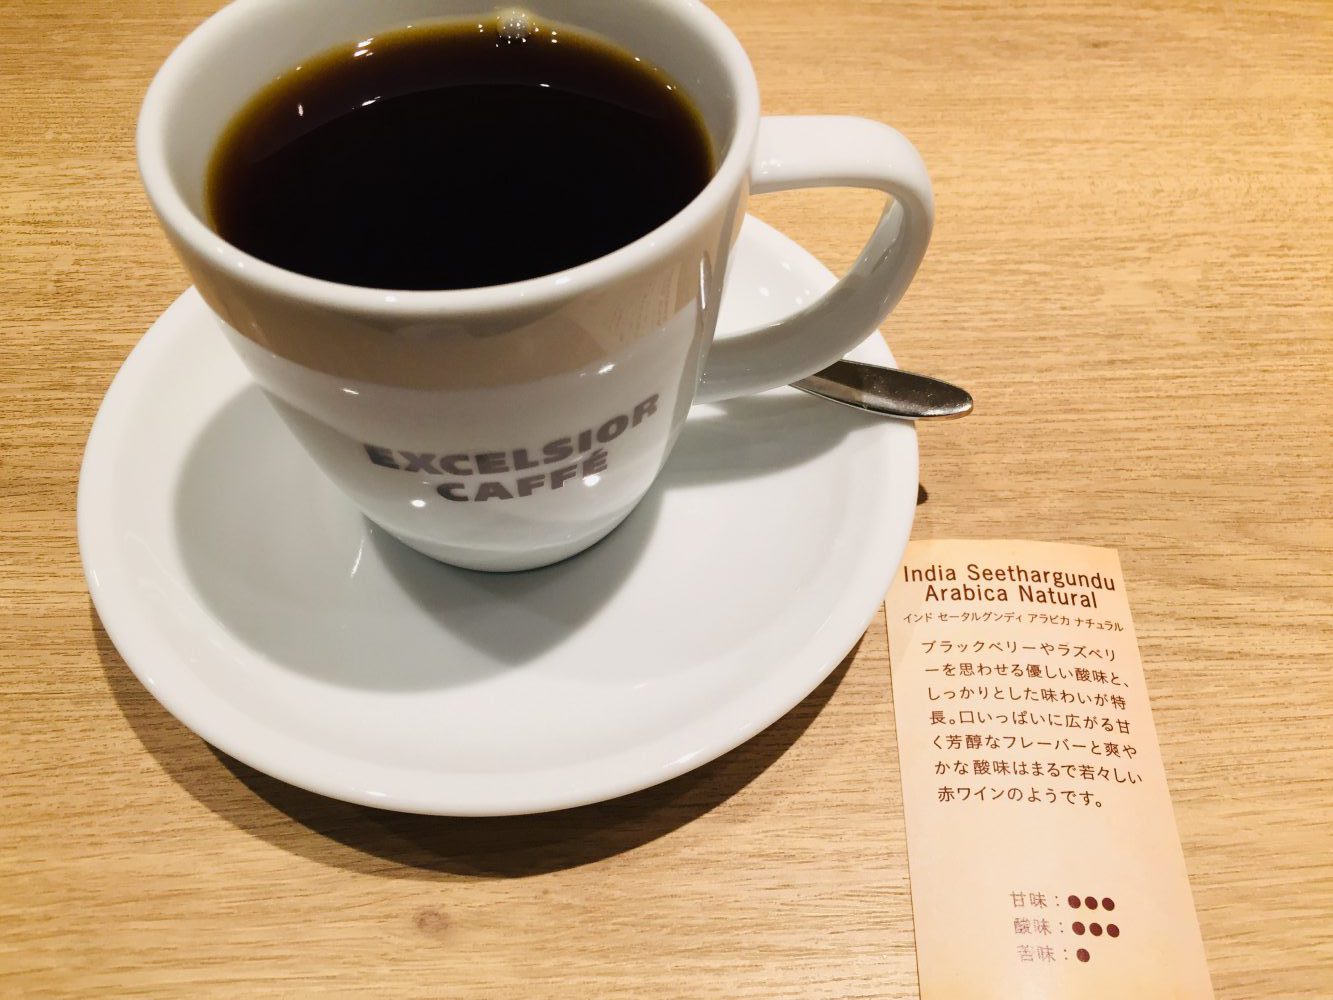 EXCELSIOR
CAFFÉ
India Seethargundu
Arabica Natural
インド セータルグンディ アラビカ ナチュラル
ブラックベリーやラズベリ
ーを思わせる優しい酸味と、
しっかりとした味わいが特
長。口いっぱいに広がる甘
く芳醇なフレーバーと爽や
かな酸味はまるで若々しい
赤ワインのようです。
甘味：●●●
酸味：●●●
苦味：●